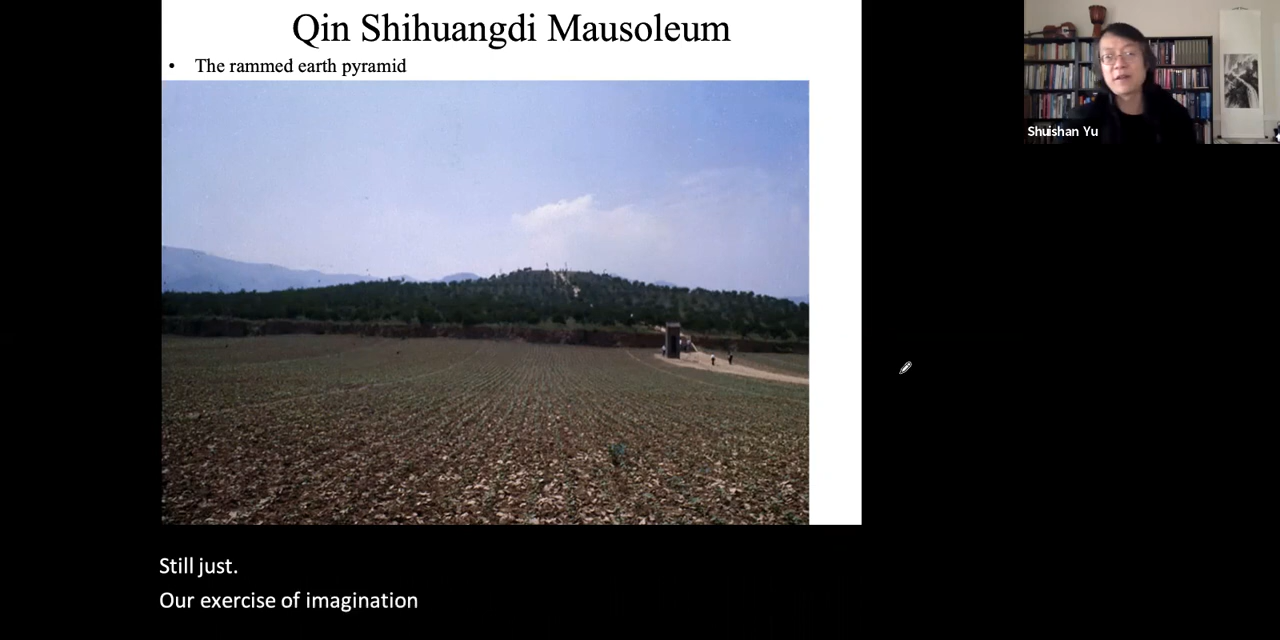 Qin Shihuangdi Mausoleum
• The rammed earth pyramid
Shuishan Yu
Still just.
Our exercise of imagination